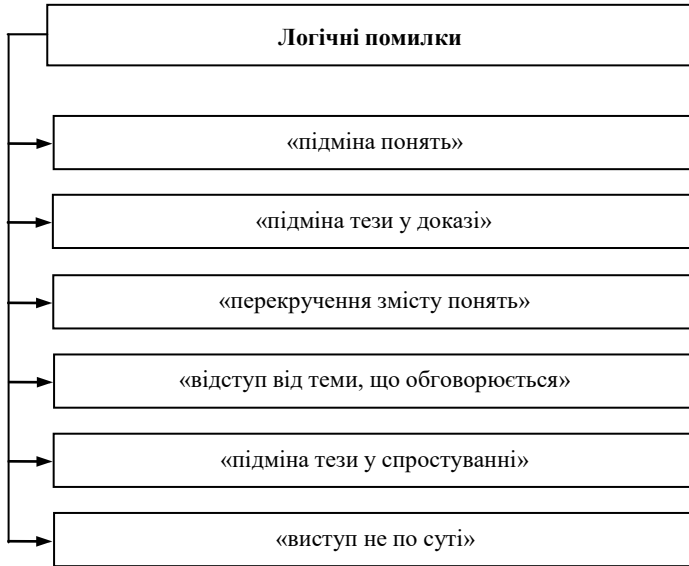 Логічні помилки
«підміна понять»
«підміна тези у доказі»
«перекручення змісту понять»
«відступ від теми, що обговорюється»
«підміна тези у спростуванні»
«виступ не по суті»